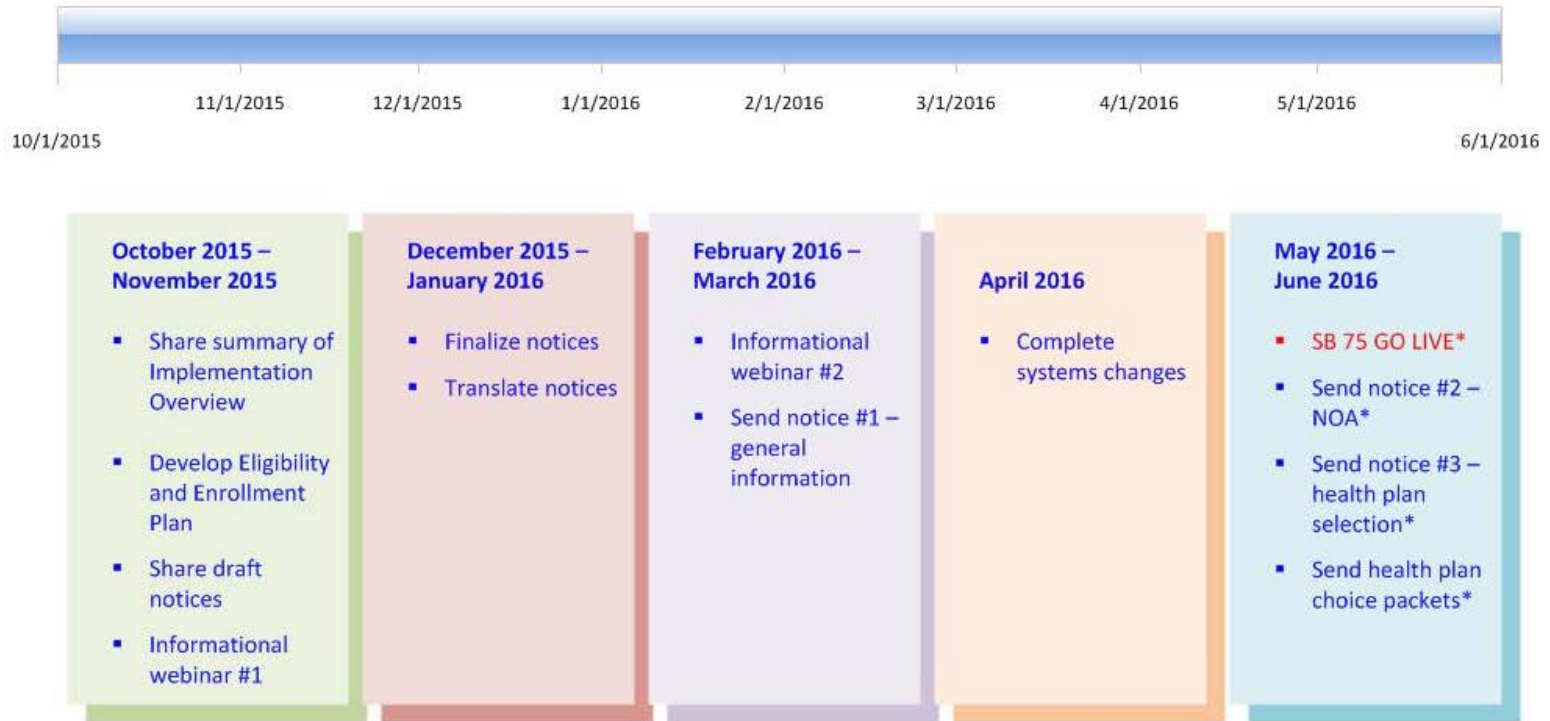 11/1/2015
12/1/2015
1/1/2016
2/1/2016
3/1/2016
4/1/2016
5/1/2016
10/1/2015
6/1/2016
October 2015 –
November 2015
▪ Share summary of
Implementation
Overview
▪ Develop Eligibility
and Enrollment
Plan
▪ Share draft
notices
▪ Informational
webinar #1
December 2015 –
January 2016
▪ Finalize notices
▪ Translate notices
February 2016 –
March 2016
▪ Informational
webinar #2
▪ Send notice #1 –
general
information
April 2016
▪ Complete
systems changes
May 2016 –
June 2016
▪ SB 75 GO LIVE*
▪ Send notice #2 –
NOA*
▪ Send notice #3 –
health plan
selection*
▪ Send health plan
choice packets*